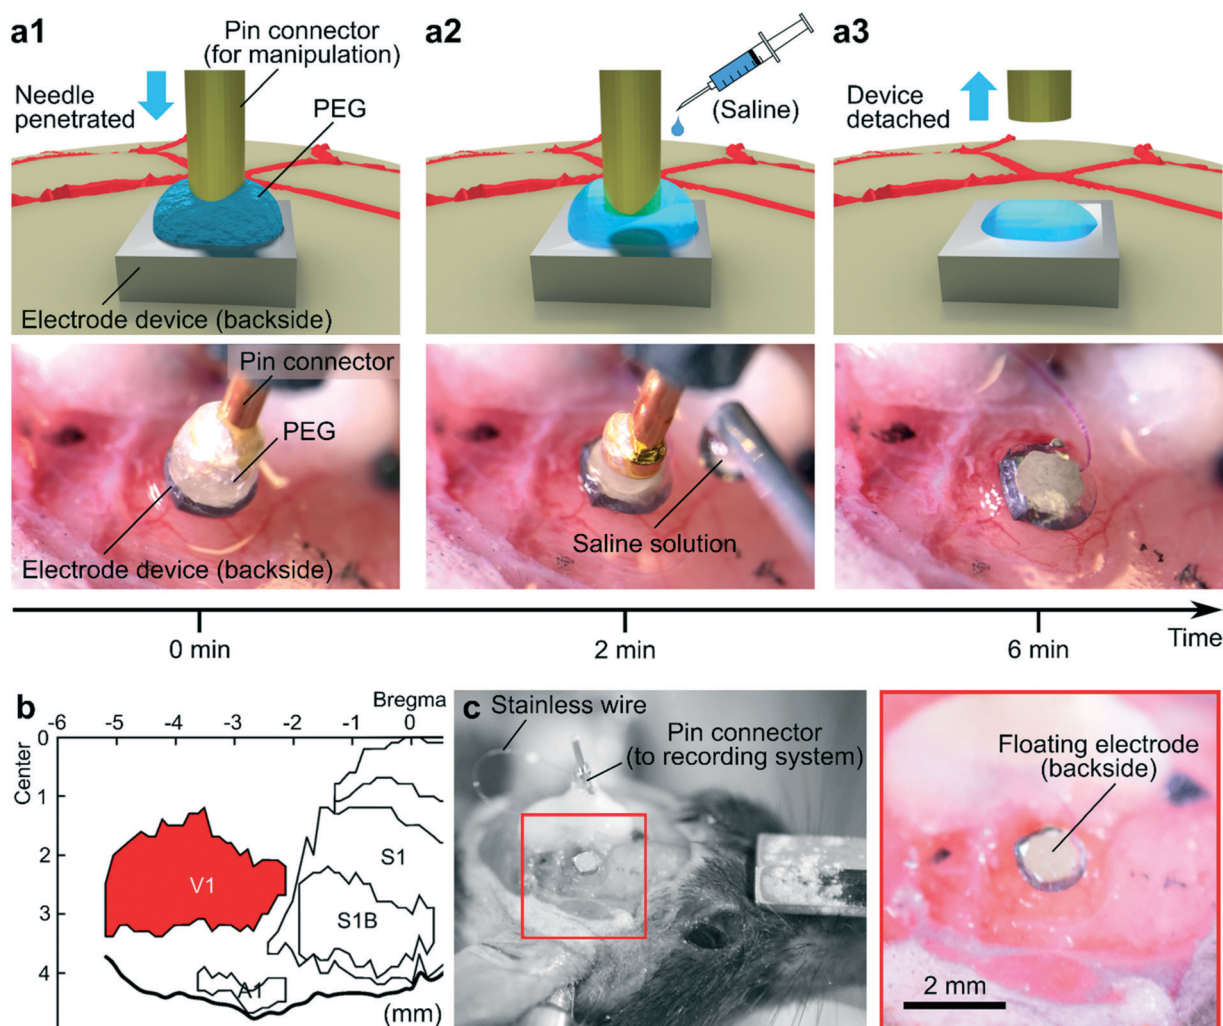 a1
Pin connector
(for manipulation)
Needle
penetrated
PEG
Electrode device (backside)
a2
(Saline)
a3
Device
detached
Pin connector
PEG
Electrode device (backside)
Saline solution
0 min
2 min
6 min
Time
b
Bregma
-6 -5 -4 -3 -2 -1 0
Center
0
1
2
3
4
V1
S1
S1B
A1
(mm)
c
Stainless wire
Pin connector
(to recording system)
Floating electrode
(backside)
2 mm